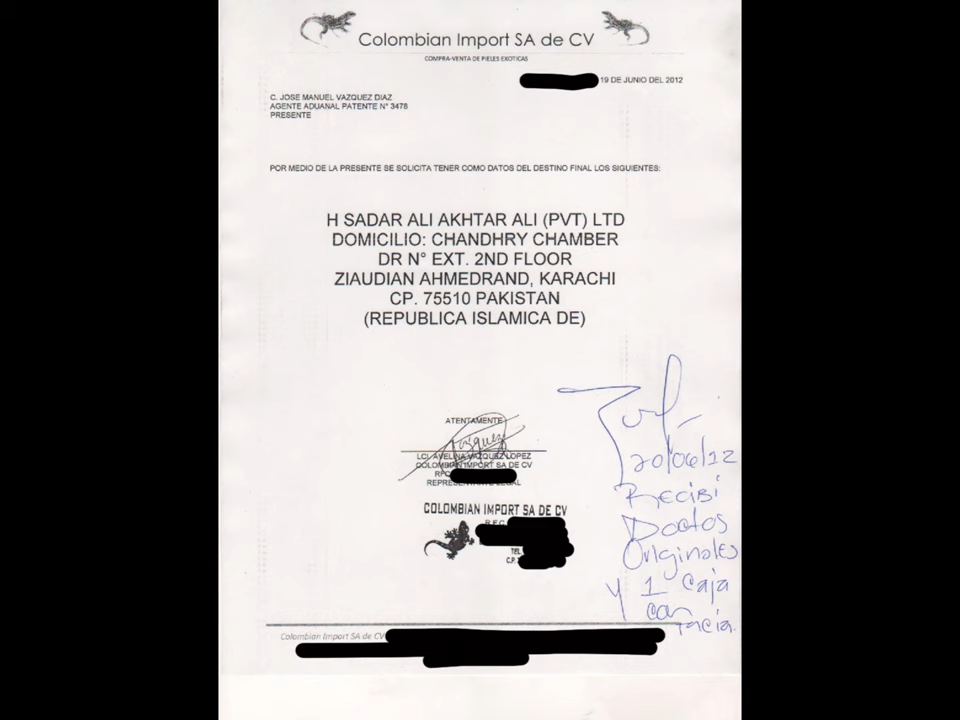 Colombian Import SA de CV
COMPRA-VENTA DE PIELES EXOTICAS
19 DE JUNIO DEL 2012
C. JOSE MANUEL VAZQUEZ DIAZ
AGENTE ADUANAL PATENTE N° 3478
PRESENTE
POR MEDIO DE LA PRESENTE SE SOLICITA TENER COMO DATOS DEL DESTINO FINAL LOS SIGUIENTES:
H SADAR ALI AKHTAR ALI (PVT) LTD
DOMICILIO: CHANDHRY CHAMBER
DR N° EXT. 2ND FLOOR
ZIAUDIAN AHMEDRAND, KARACHI
CP. 75510 PAKISTAN
(REPUBLICA ISLAMICA DE)
ATENTAMENTE
LCI. AVELINA VAZQUEZ LOPEZ
COLOMBIAN IMPORT SA DE CV
REPRESENTANTE LEGAL
COLOMBIAN IMPORT SA DE CV
R.F.C.
TEL
C.P.
20/06/12
Recibi
Doctos
Originales
y 1 caja
con
Colombian Import SA de CV